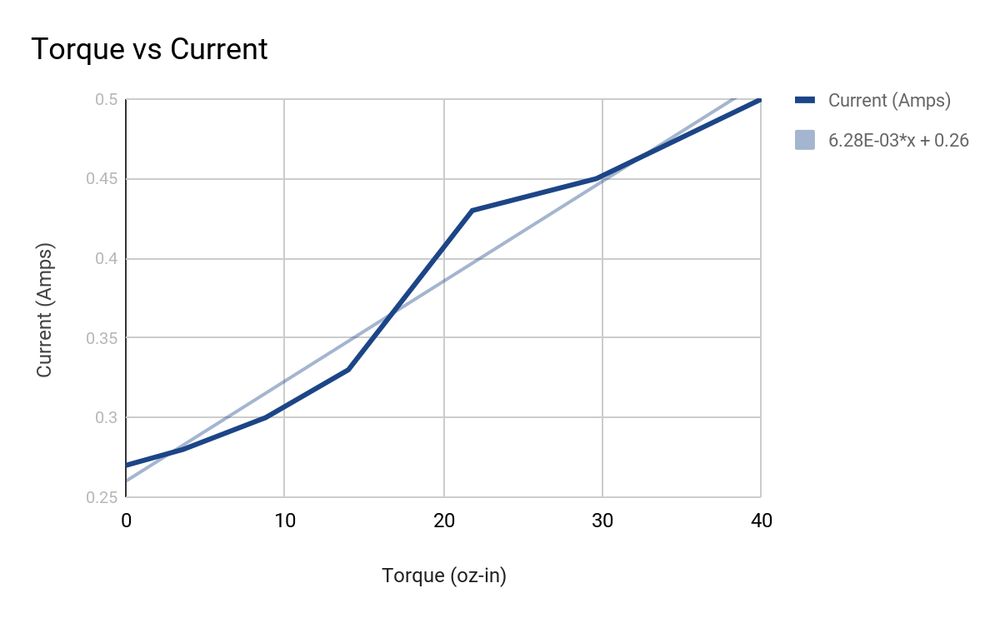 Torque vs Current
Current (Amps)
6.28E-03*x + 0.26
0.5
0.45
0.4
0.35
0.3
0.25
Current (Amps)
0 10 20 30 40
Torque (oz-in)